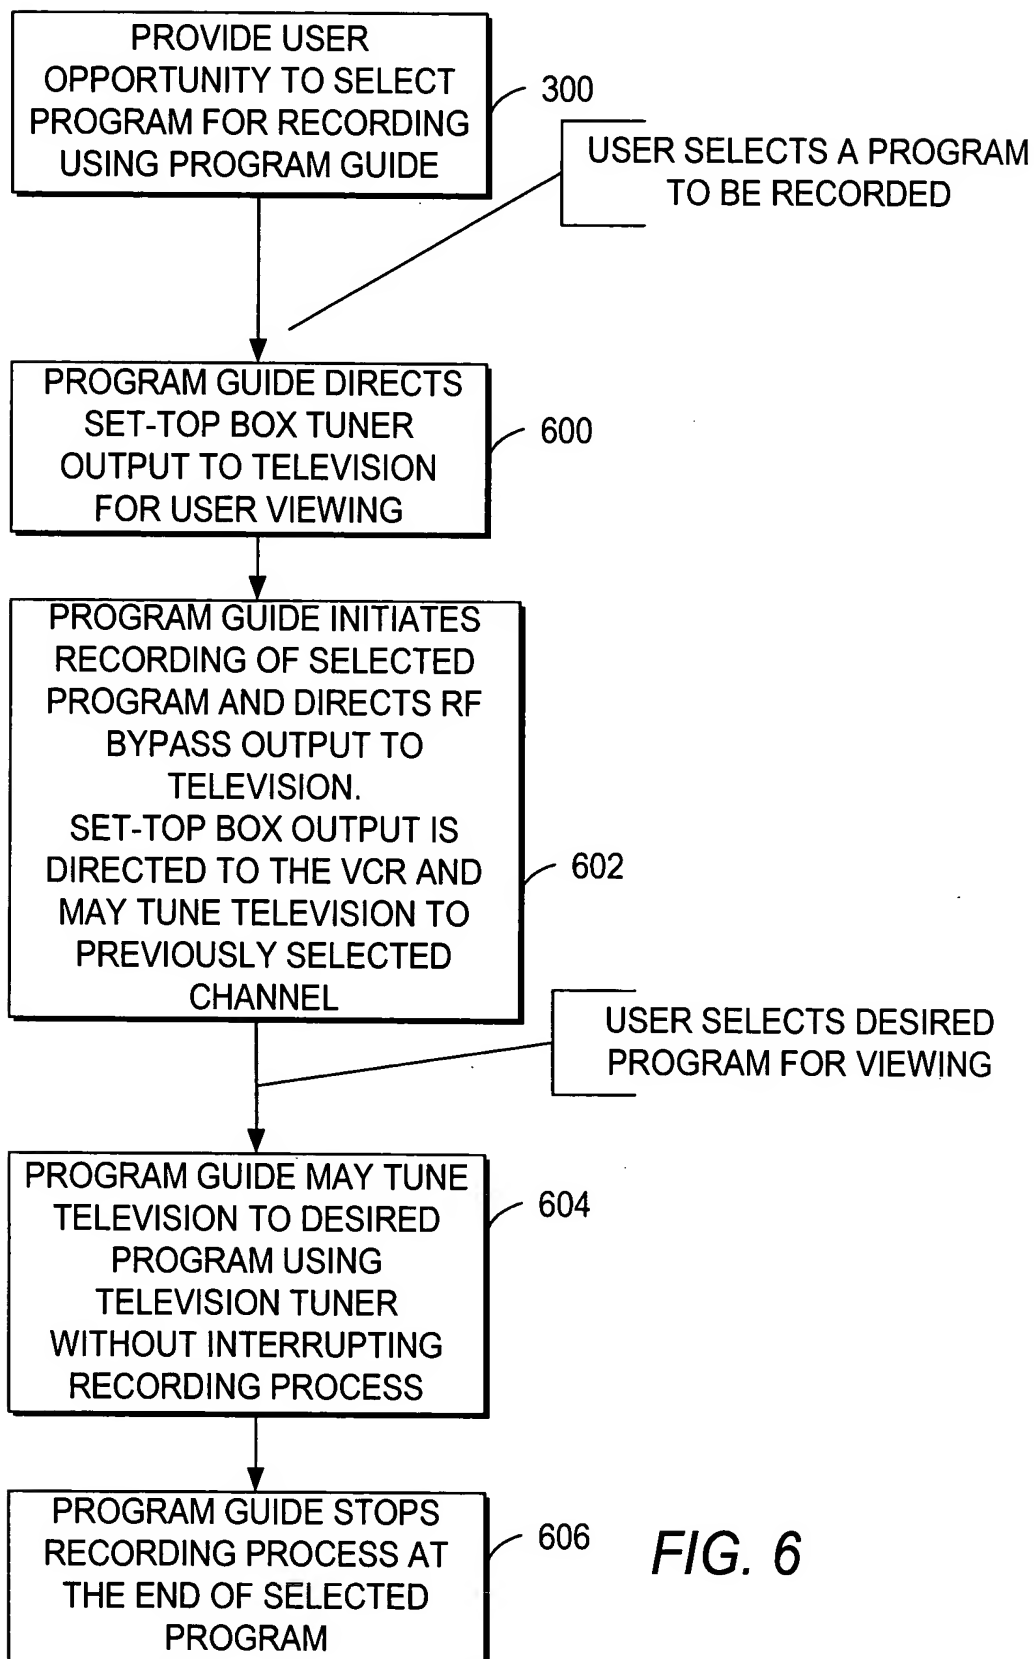 PROVIDE USER
OPPORTUNITY TO SELECT
PROGRAM FOR RECORDING
USING PROGRAM GUIDE
300
USER SELECTS A PROGRAM
TO BE RECORDED
PROGRAM GUIDE DIRECTS
SET-TOP BOX TUNER
OUTPUT TO TELEVISION
FOR USER VIEWING
600
PROGRAM GUIDE INITIATES
RECORDING OF SELECTED
PROGRAM AND DIRECTS RF
BYPASS OUTPUT TO
TELEVISION.
SET-TOP BOX OUTPUT IS
DIRECTED TO THE VCR AND
MAY TUNE TELEVISION TO
PREVIOUSLY SELECTED
CHANNEL
602
USER SELECTS DESIRED
PROGRAM FOR VIEWING
PROGRAM GUIDE MAY TUNE
TELEVISION TO DESIRED
PROGRAM USING
TELEVISION TUNER
WITHOUT INTERRUPTING
RECORDING PROCESS
604
PROGRAM GUIDE STOPS
RECORDING PROCESS AT
THE END OF SELECTED
PROGRAM
606
FIG. 6